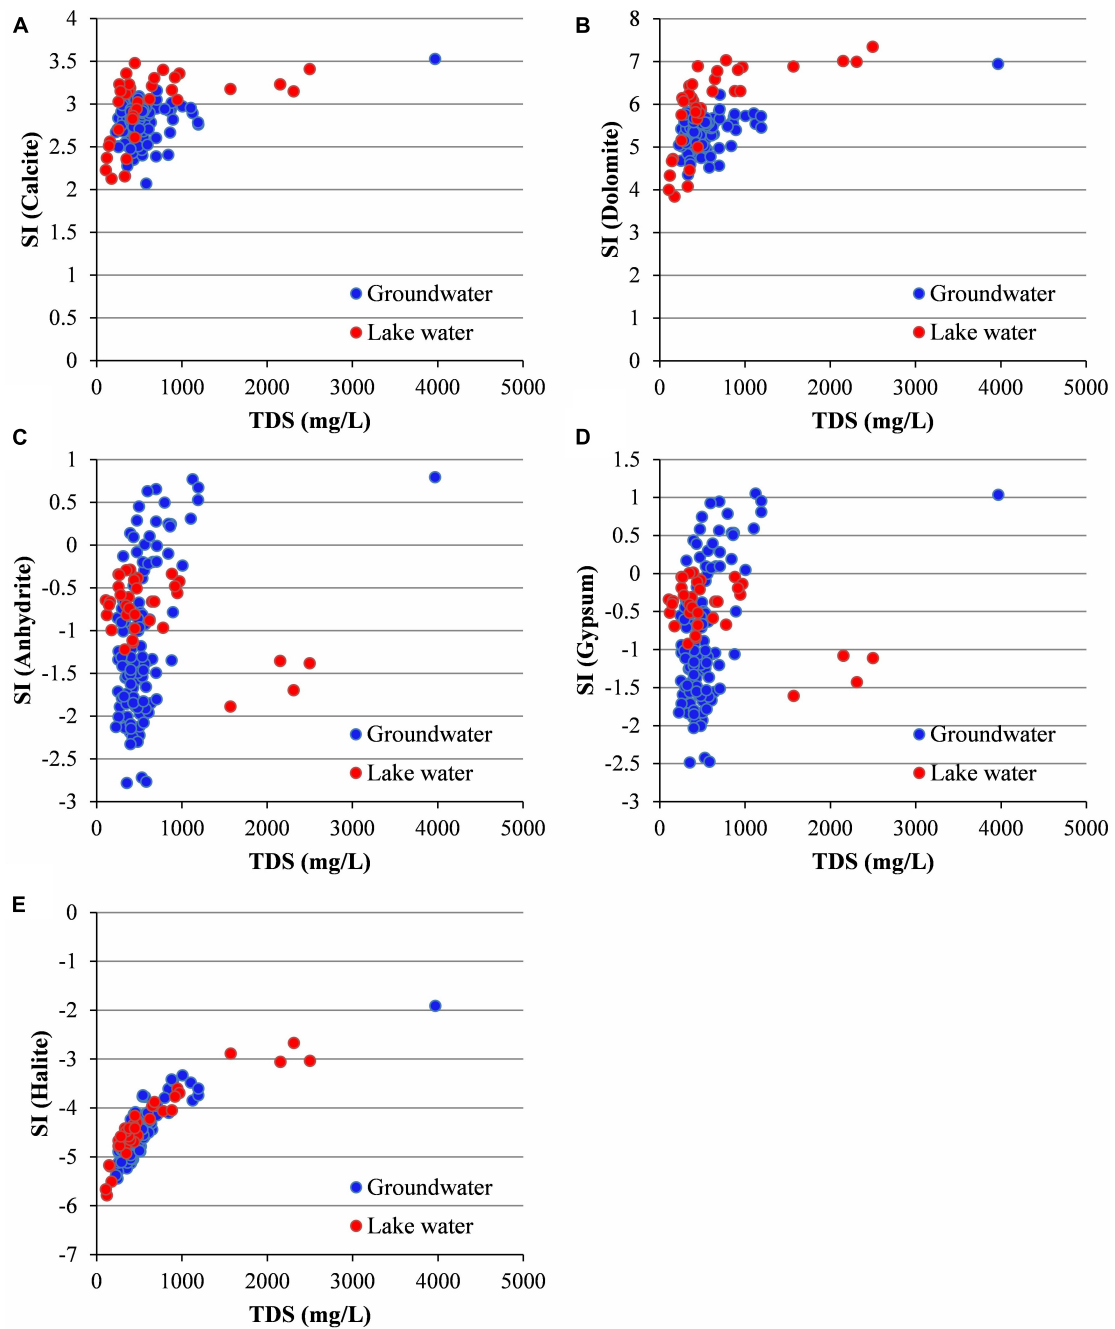 A
SI (Calcite)
4
3.5
3
2.5
2
1.5
1
0.5
0
0 1000 2000 3000 4000 5000
TDS (mg/L)
Groundwater
Lake water
B
SI (Dolomite)
8
7
6
5
4
3
2
1
0
0 1000 2000 3000 4000 5000
TDS (mg/L)
Groundwater
Lake water
C
SI (Anhydrite)
1
0.5
0
-0.5
-1
-1.5
-2
-2.5
-3
0 1000 2000 3000 4000 5000
TDS (mg/L)
Groundwater
Lake water
D
SI (Gypsum)
1.5
1
0.5
0
-0.5
-1
-1.5
-2
-2.5
-3
0 1000 2000 3000 4000 5000
TDS (mg/L)
Groundwater
Lake water
E
SI (Halite)
0
-1
-2
-3
-4
-5
-6
-7
0 1000 2000 3000 4000 5000
TDS (mg/L)
Groundwater
Lake water